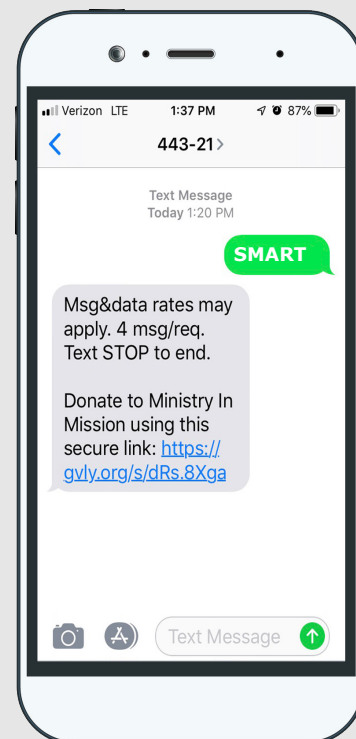 Verizon LTE 1:37 PM 87%
443-21 >
Text Message
Today 1:20 PM
SMART
Msg&data rates may
apply. 4 msg/req.
Text STOP to end.
Donate to Ministry In
Mission using this
secure link: https://
gvly.org/s/dRs.8Xga
Text Message